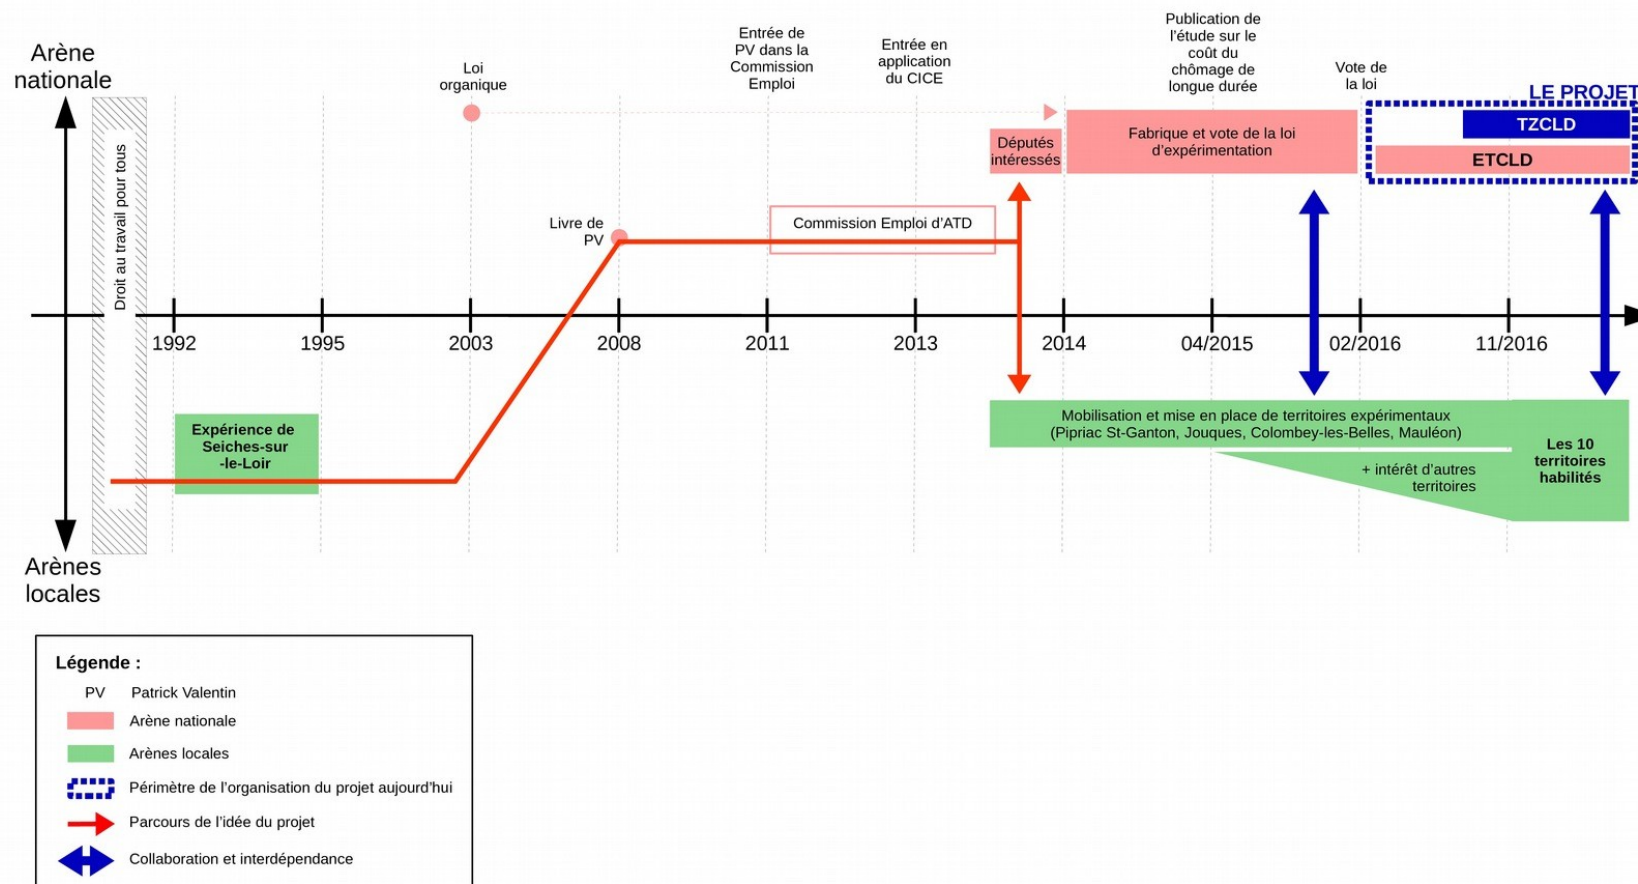 Arène
nationale
Loi
organique
Entrée de
PV dans la
Commission
Emploi
Entrée en
application
du CICE
Publication de
l’étude sur le
coût du
chômage de
longue durée
Vote de
la loi
LE PROJET
TZCLD
ETCLD
Députés
intéressés
Fabrique et vote de la loi
d’expérimentation
Droit au travail pour tous
Livre de
PV
Commission Emploi d’ATD
1992
1995
2003
2008
2011
2013
2014
04/2015
02/2016
11/2016
Expérience de
Seiches-sur
-le-Loir
Mobilisation et mise en place de territoires expérimentaux
(Pipriac St-Ganton, Jouques, Colombey-les-Belles, Mauléon)
+ intérêt d’autres
territoires
Les 10
territoires
habilités
Arènes
locales
Légende :
PV Patrick Valentin
Arène nationale
Arènes locales
Périmètre de l’organisation du projet aujourd’hui
Parcours de l’idée du projet
Collaboration et interdépendance